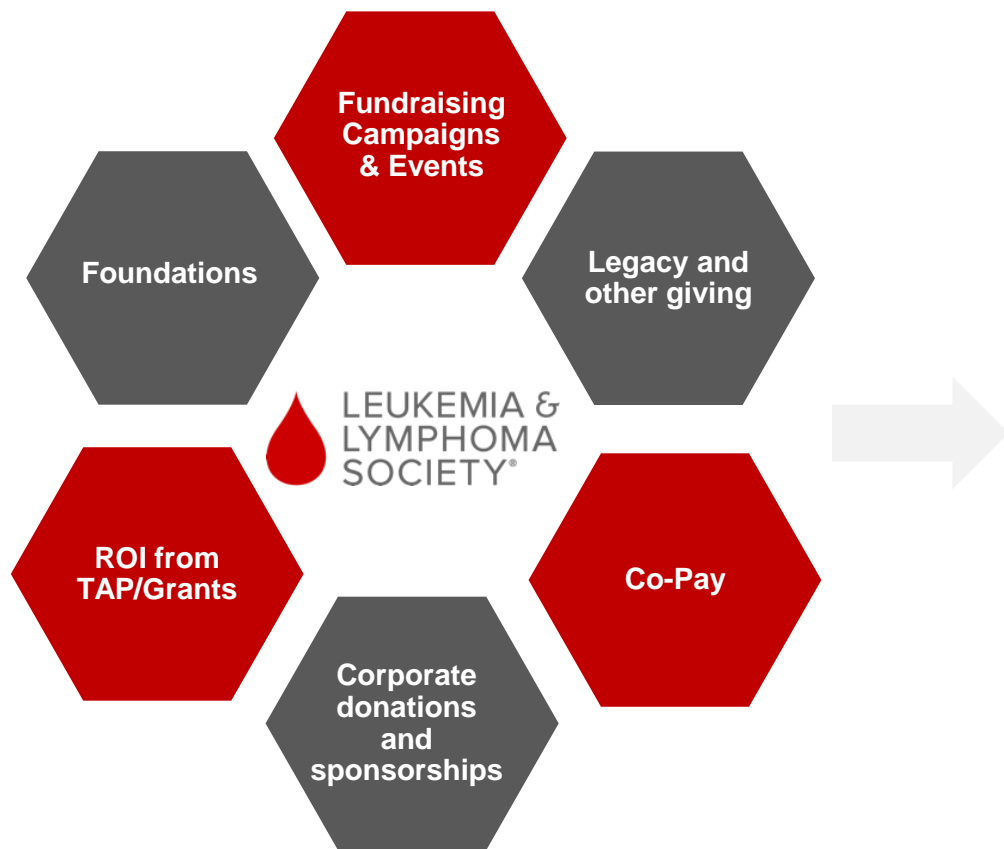 Fundraising
Campaigns
& Events
Foundations
Legacy and
other giving
LEUKEMIA &
LYMPHOMA
SOCIETY®
ROI from
TAP/Grants
Co-Pay
Corporate
donations
and
sponsorships